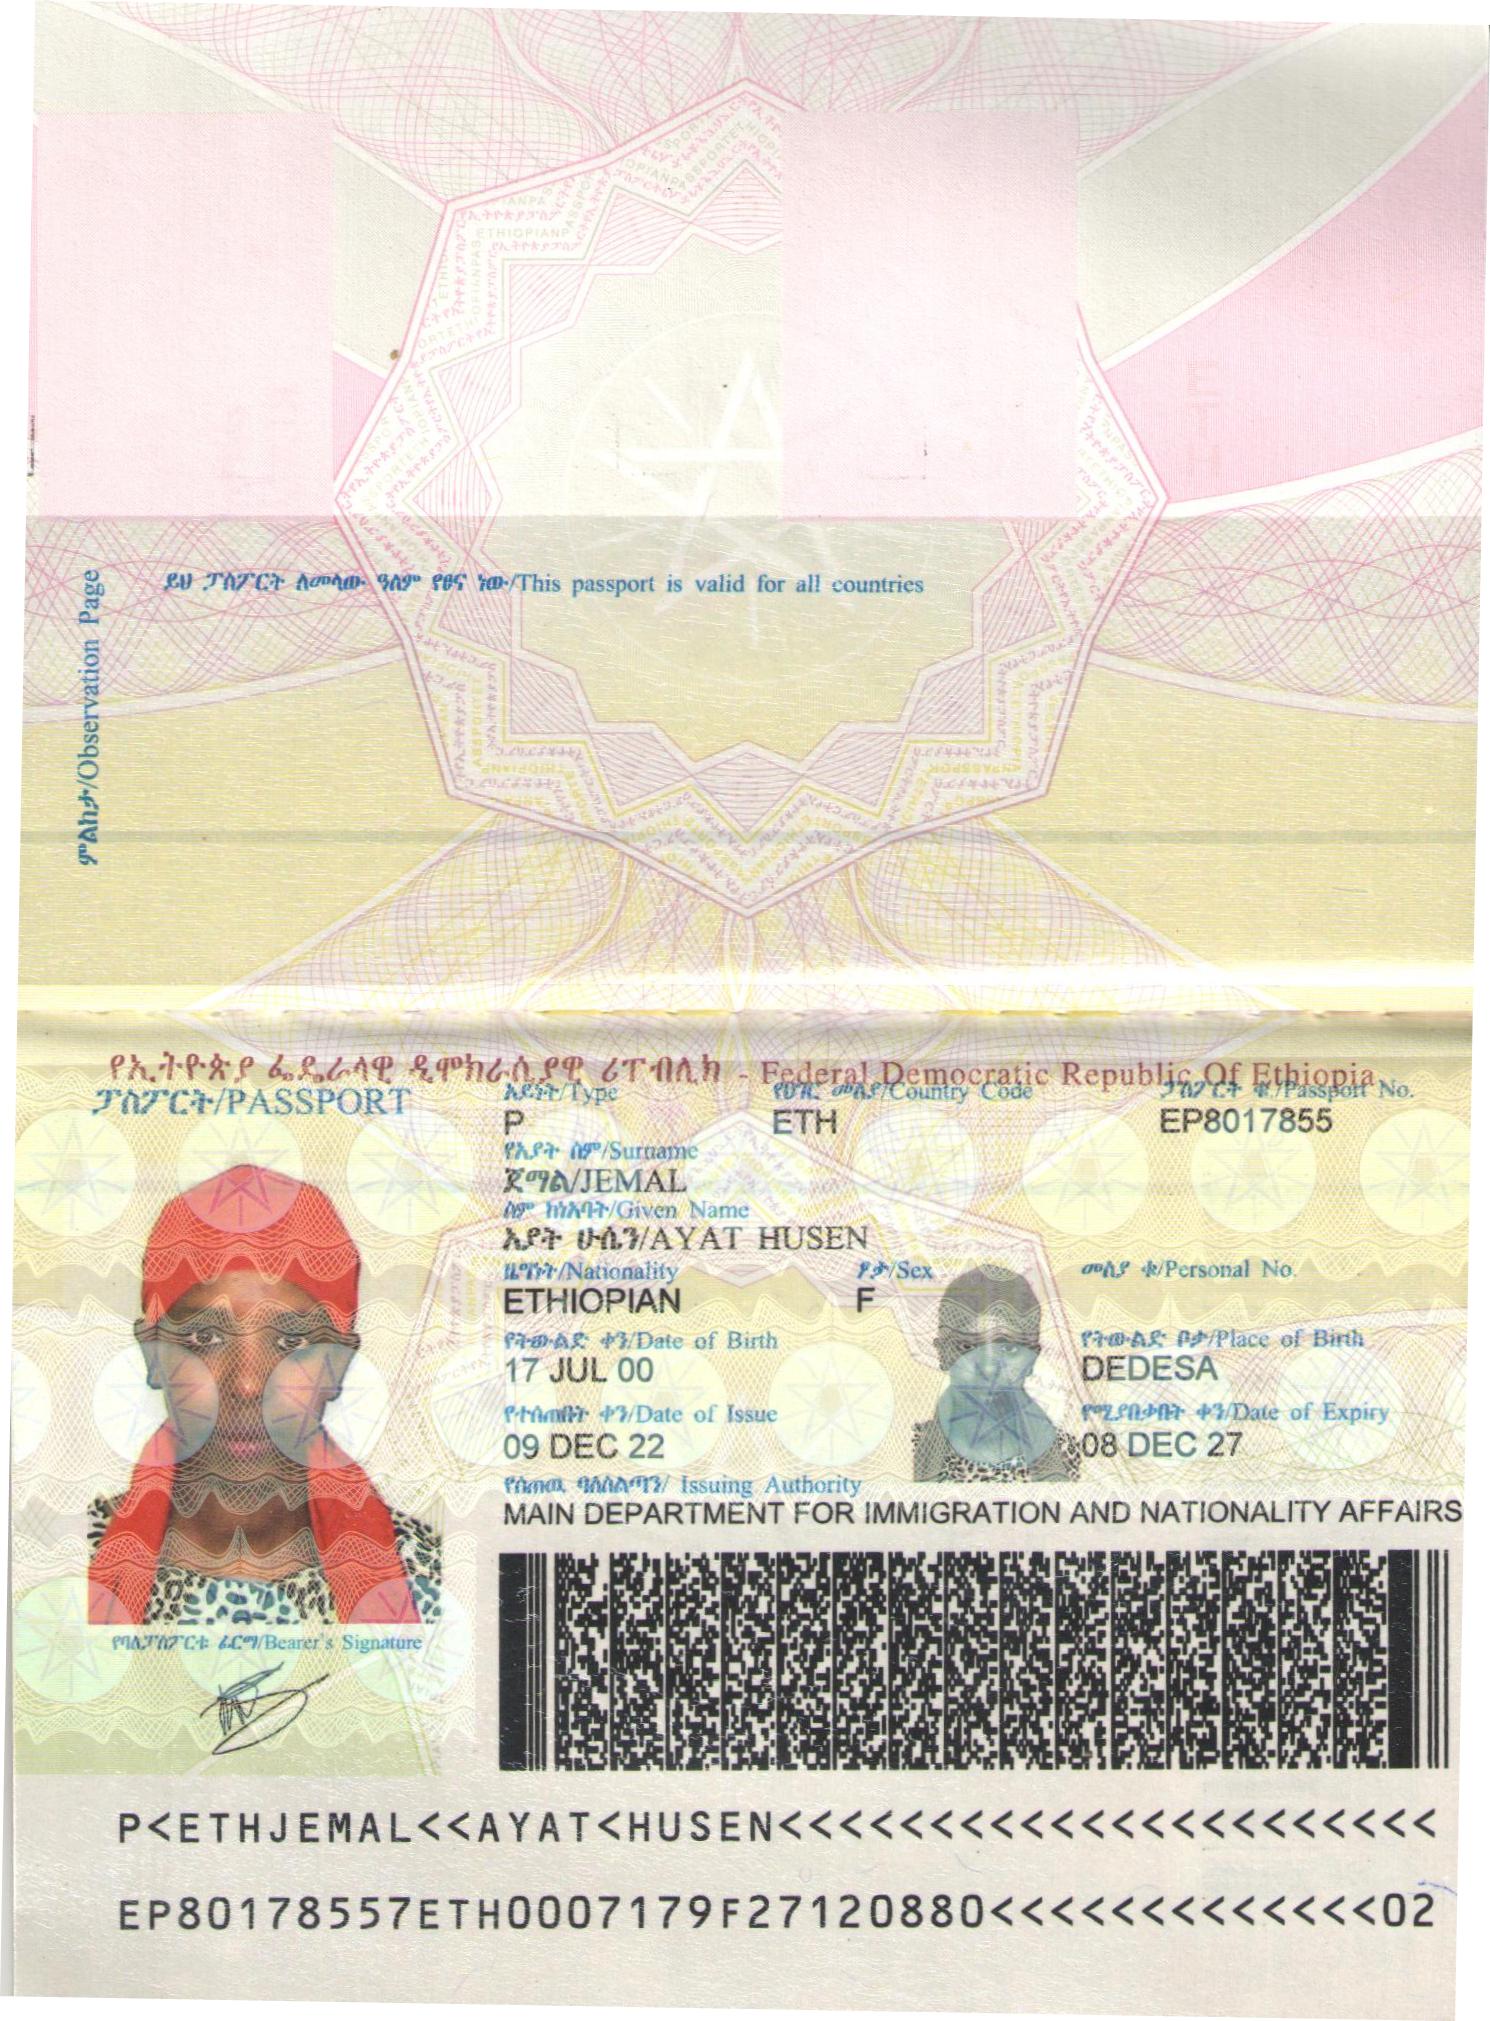 ይህ ፓስፖርት ለመላው ዓለም የፀና ነው/This passport is valid for all countries
ምልከታ/Observation Page
የኢትዮጵያ ፌዴራላዊ ዲሞክራሲያዊ ሪፐብሊክ - Federal Democratic Republic Of Ethiopia
ፓስፖርት/PASSPORT
አይነት/Type
የሀገር መለያ/Country Code
ፓስፖርት ቁ./Passport No.
P
ETH
EP8017855
የአያት ስም/Surname
ጀማል/JEMAL
ስም ከነአባት/Given Name
አያት ሁሴን/AYAT HUSEN
ዜግነት/Nationality
ፆታ/Sex
መለያ ቁ/Personal No.
ETHIOPIAN
F
የትውልድ ቀን/Date of Birth
የትውልድ ቦታ/Place of Birth
17 JUL 00
DEDESA
የተሰጠበት ቀን/Date of Issue
የሚያበቃበት ቀን/Date of Expiry
09 DEC 22
08 DEC 27
የሰጠዉ ባለስልጣን/ Issuing Authority
MAIN DEPARTMENT FOR IMMIGRATION AND NATIONALITY AFFAIRS
የባለፓስፖርቱ ፊርማ/Bearer's Signature
P<ETHJEMAL<<AYAT<HUSEN<<<<<<<<<<<<<<<<<<<<<<
EP80178557ETH0007179F27120880<<<<<<<<<<<<<02